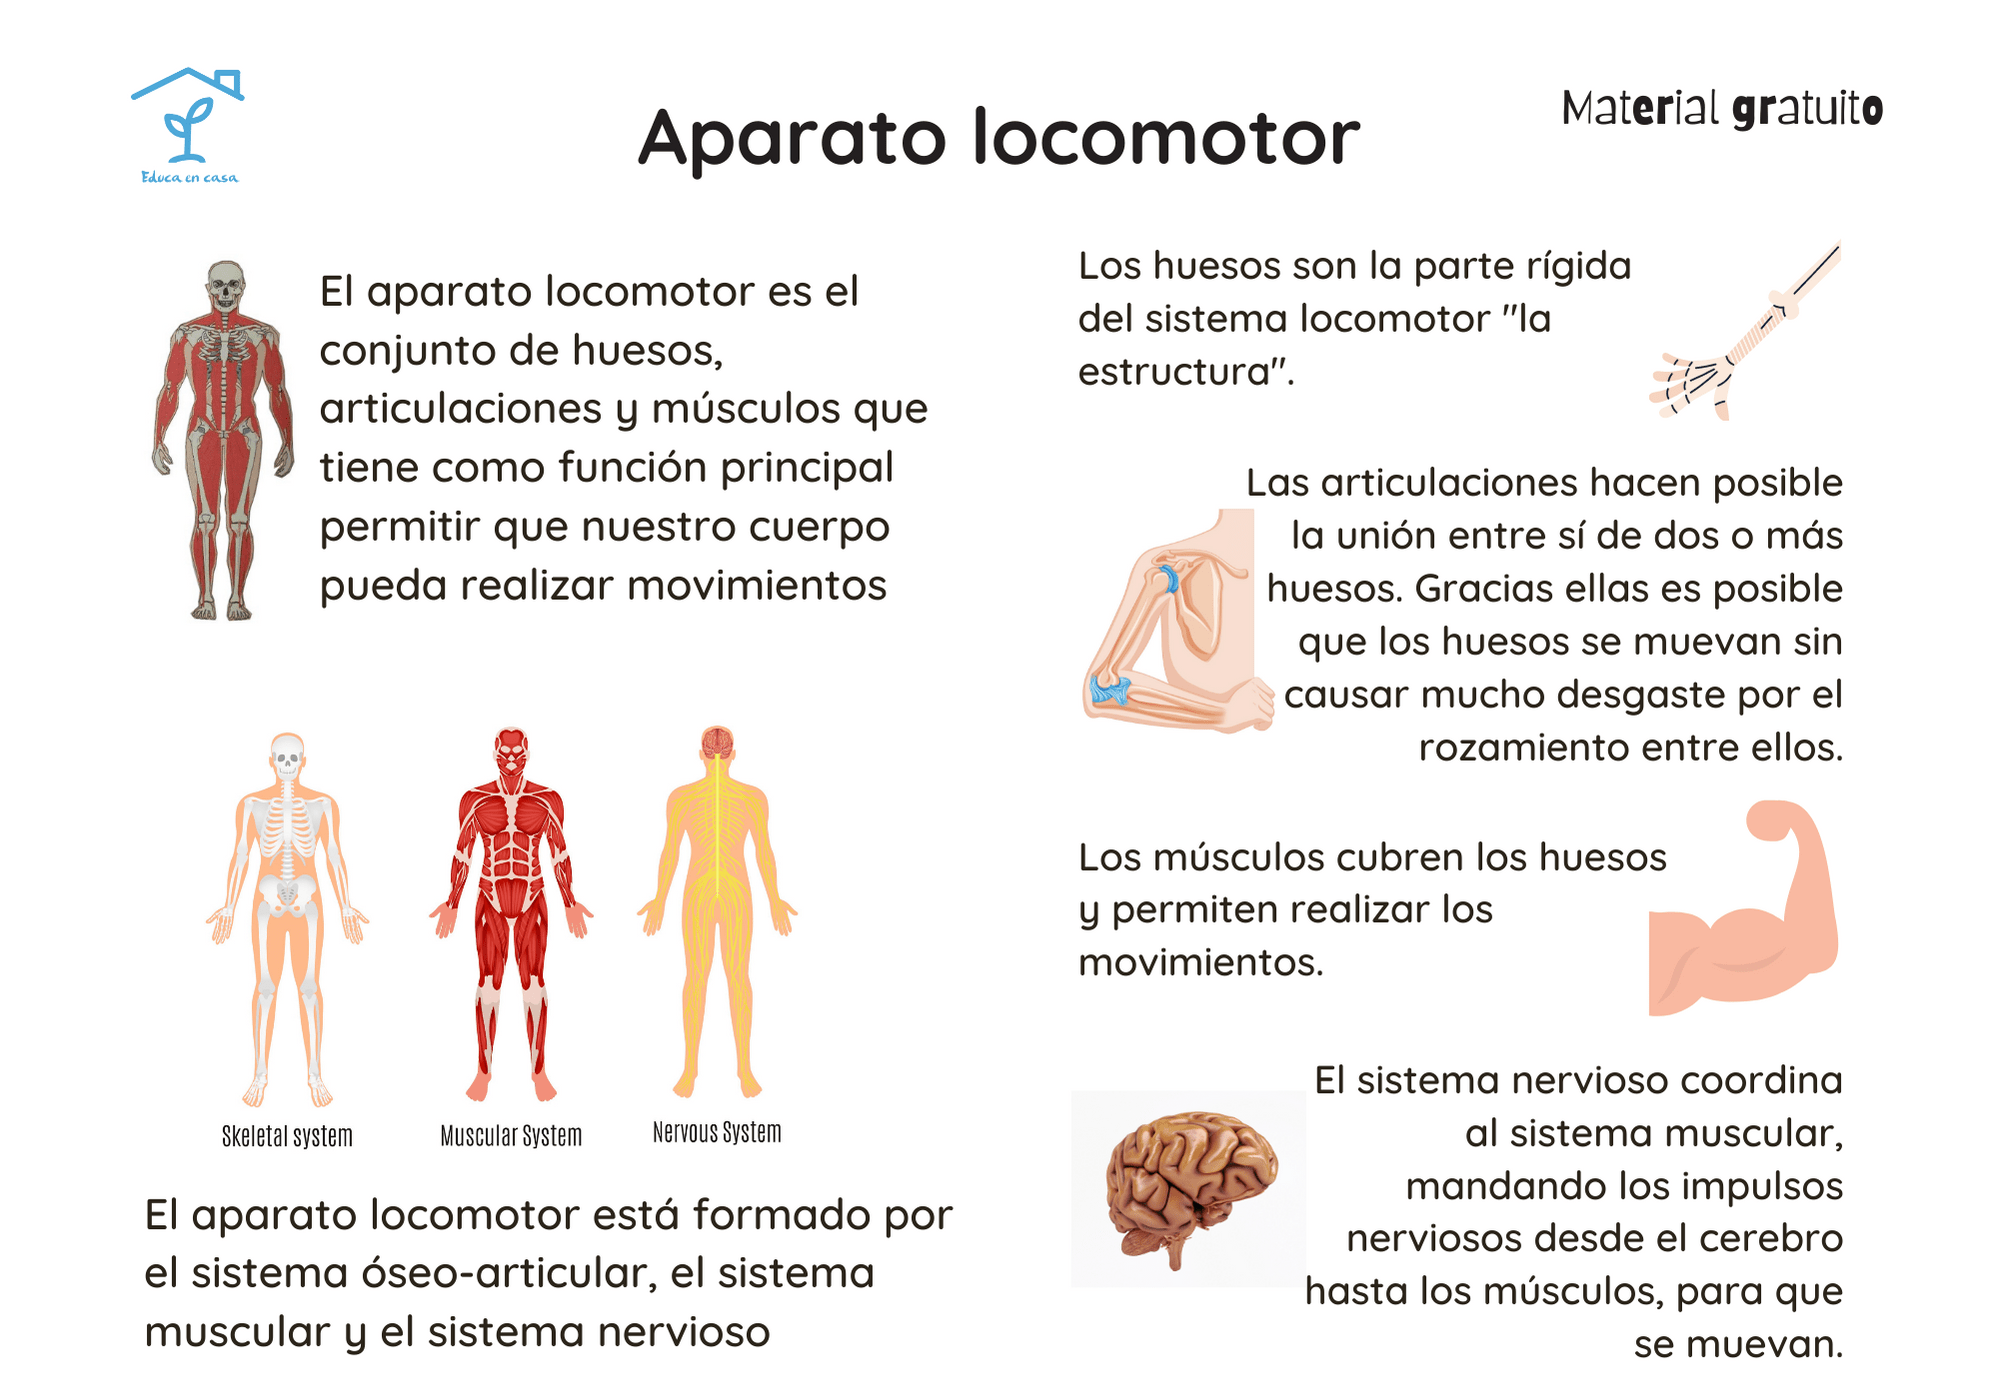 Educa en casa
Aparato locomotor
Material gratuito
El aparato locomotor es el
conjunto de huesos,
articulaciones y músculos que
tiene como función principal
permitir que nuestro cuerpo
pueda realizar movimientos
Skeletal system
Muscular System
Nervous System
El aparato locomotor está formado por
el sistema óseo-articular, el sistema
muscular y el sistema nervioso
Los huesos son la parte rígida
del sistema locomotor "la
estructura".
Las articulaciones hacen posible
la unión entre sí de dos o más
huesos. Gracias ellas es posible
que los huesos se muevan sin
causar mucho desgaste por el
rozamiento entre ellos.
Los músculos cubren los huesos
y permiten realizar los
movimientos.
El sistema nervioso coordina
al sistema muscular,
mandando los impulsos
nerviosos desde el cerebro
hasta los músculos, para que
se muevan.